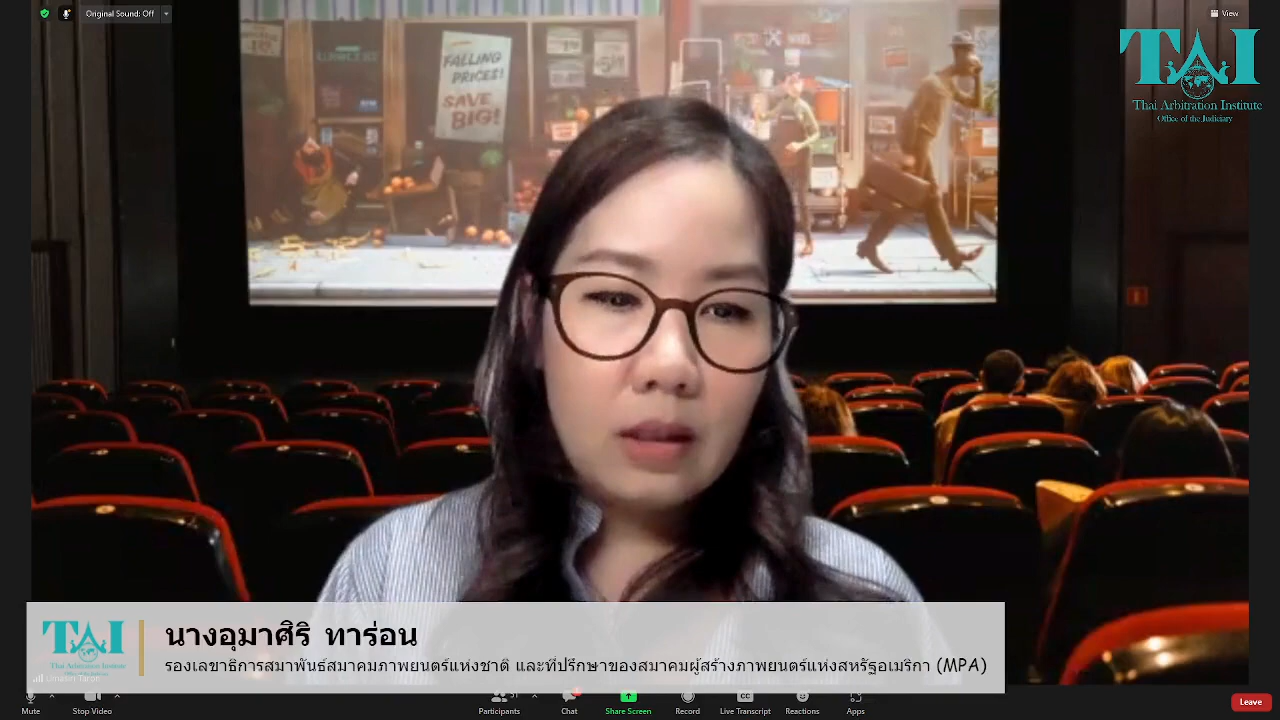 Original Sound: Off
View
TAI
Thai Arbitration Institute
Office of the Judiciary
FALLING
PRICES!
SAVE
BIG!
TAI
Thai Arbitration Institute
นางอุมาศิริ ทาร่อน
รองเลขาธิการสมาพันธ์สมาคมภาพยนตร์แห่งชาติ และที่ปรึกษาของสมาคมผู้สร้างภาพยนตร์แห่งสหรัฐอเมริกา (MPA)
Mute
Stop Video
Participants
Chat
Share Screen
Record
CC
Live Transcript
Reactions
Apps
Leave